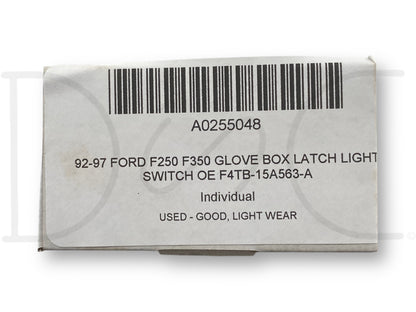 A0255048
92-97 FORD F250 F350 GLOVE BOX LATCH LIGHT
SWITCH OE F4TB-15A563-A
Individual
USED - GOOD, LIGHT WEAR